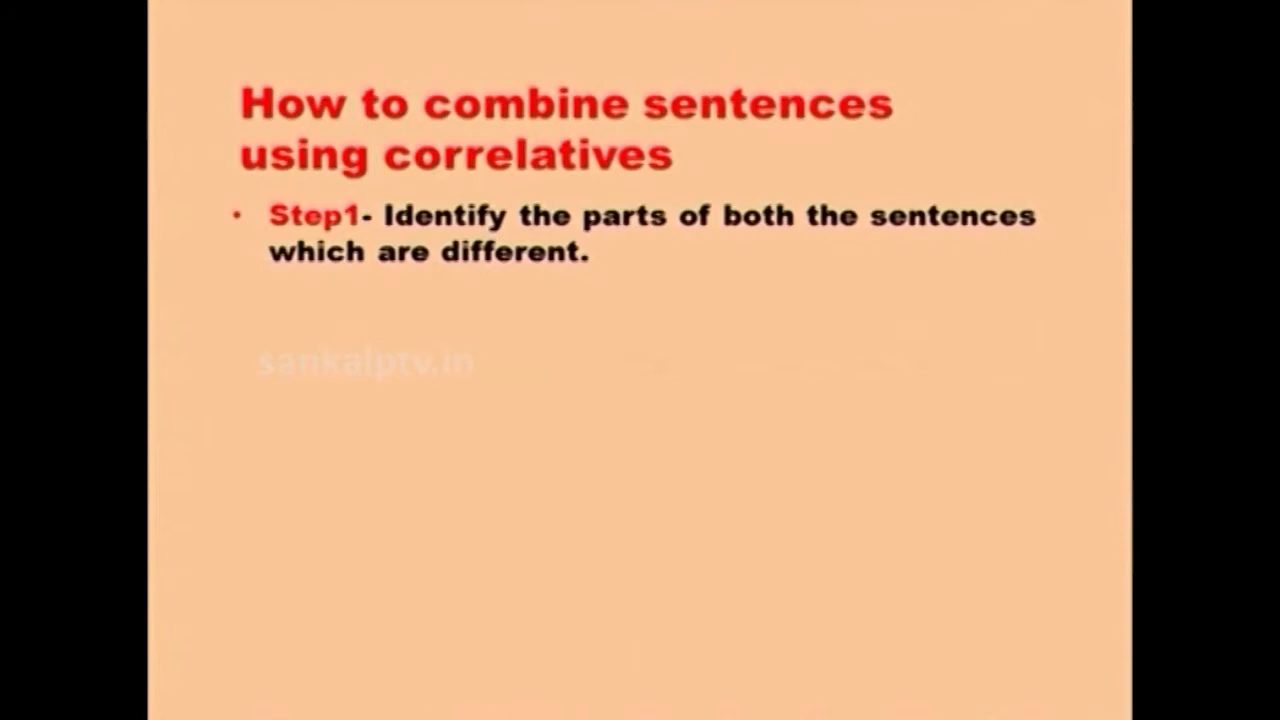 How to combine sentences
using correlatives
• Step1- Identify the parts of both the sentences
which are different.
sankalptv.in